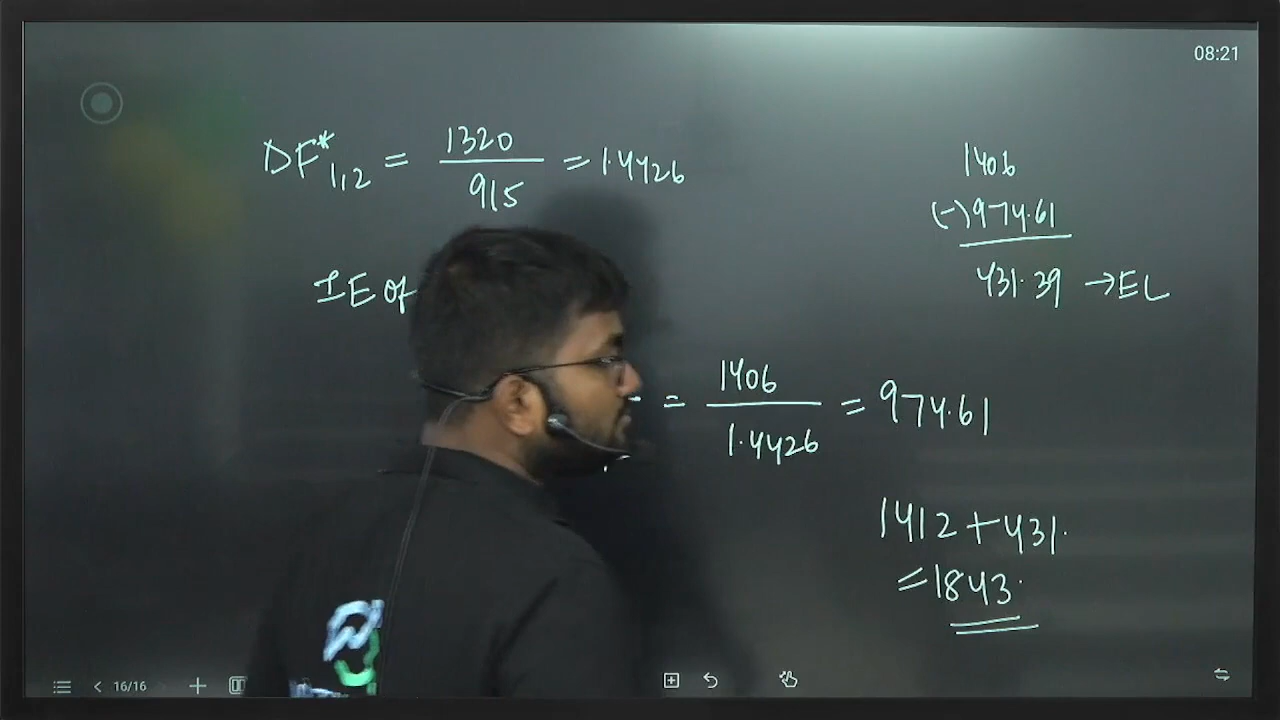 08:21
DF*1,2 = 1320/915 = 1.4426
1406
(-)974.61
431.39 → EL
IE of
= 1406/1.4426 = 974.61
1412 + 431.
= 1843.
16/16